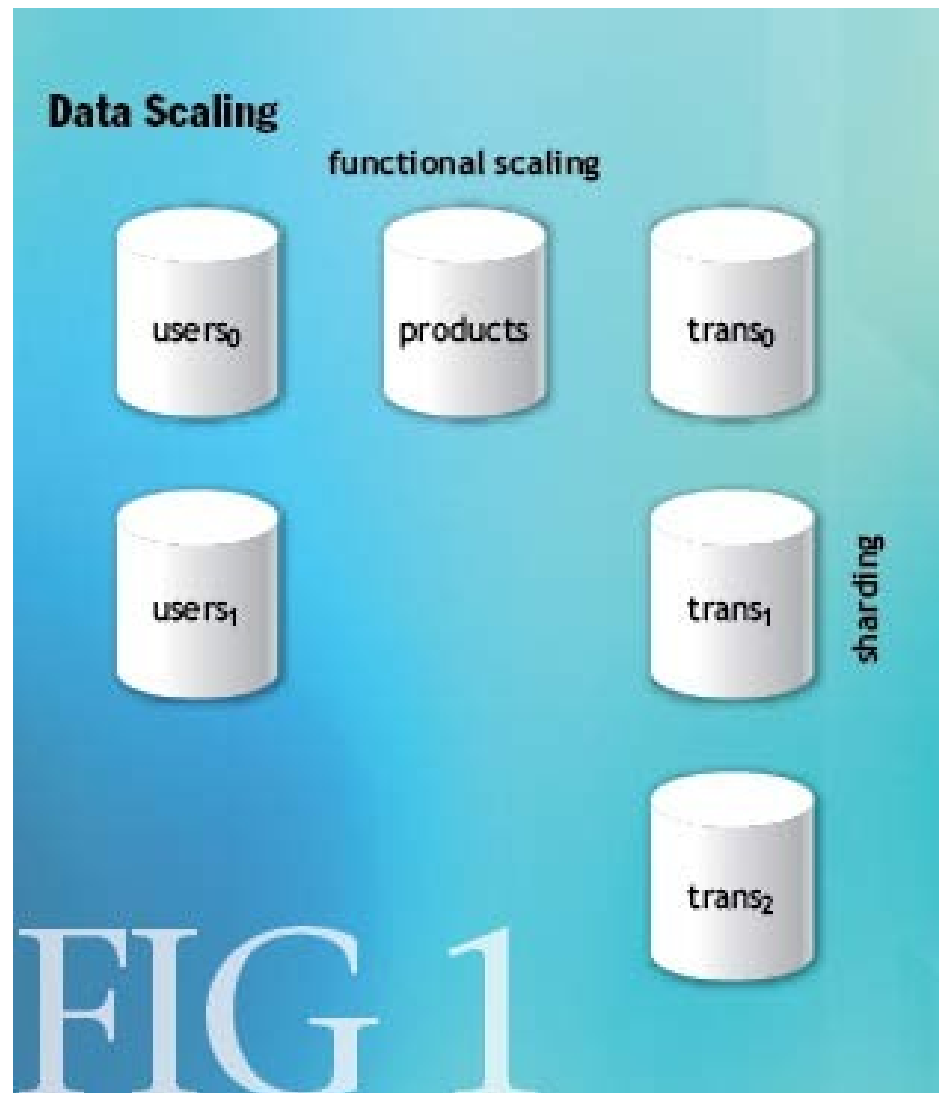 Data Scaling
functional scaling
users₀
products
trans₀
users₁
trans₁
sharding
trans₂
FIG 1